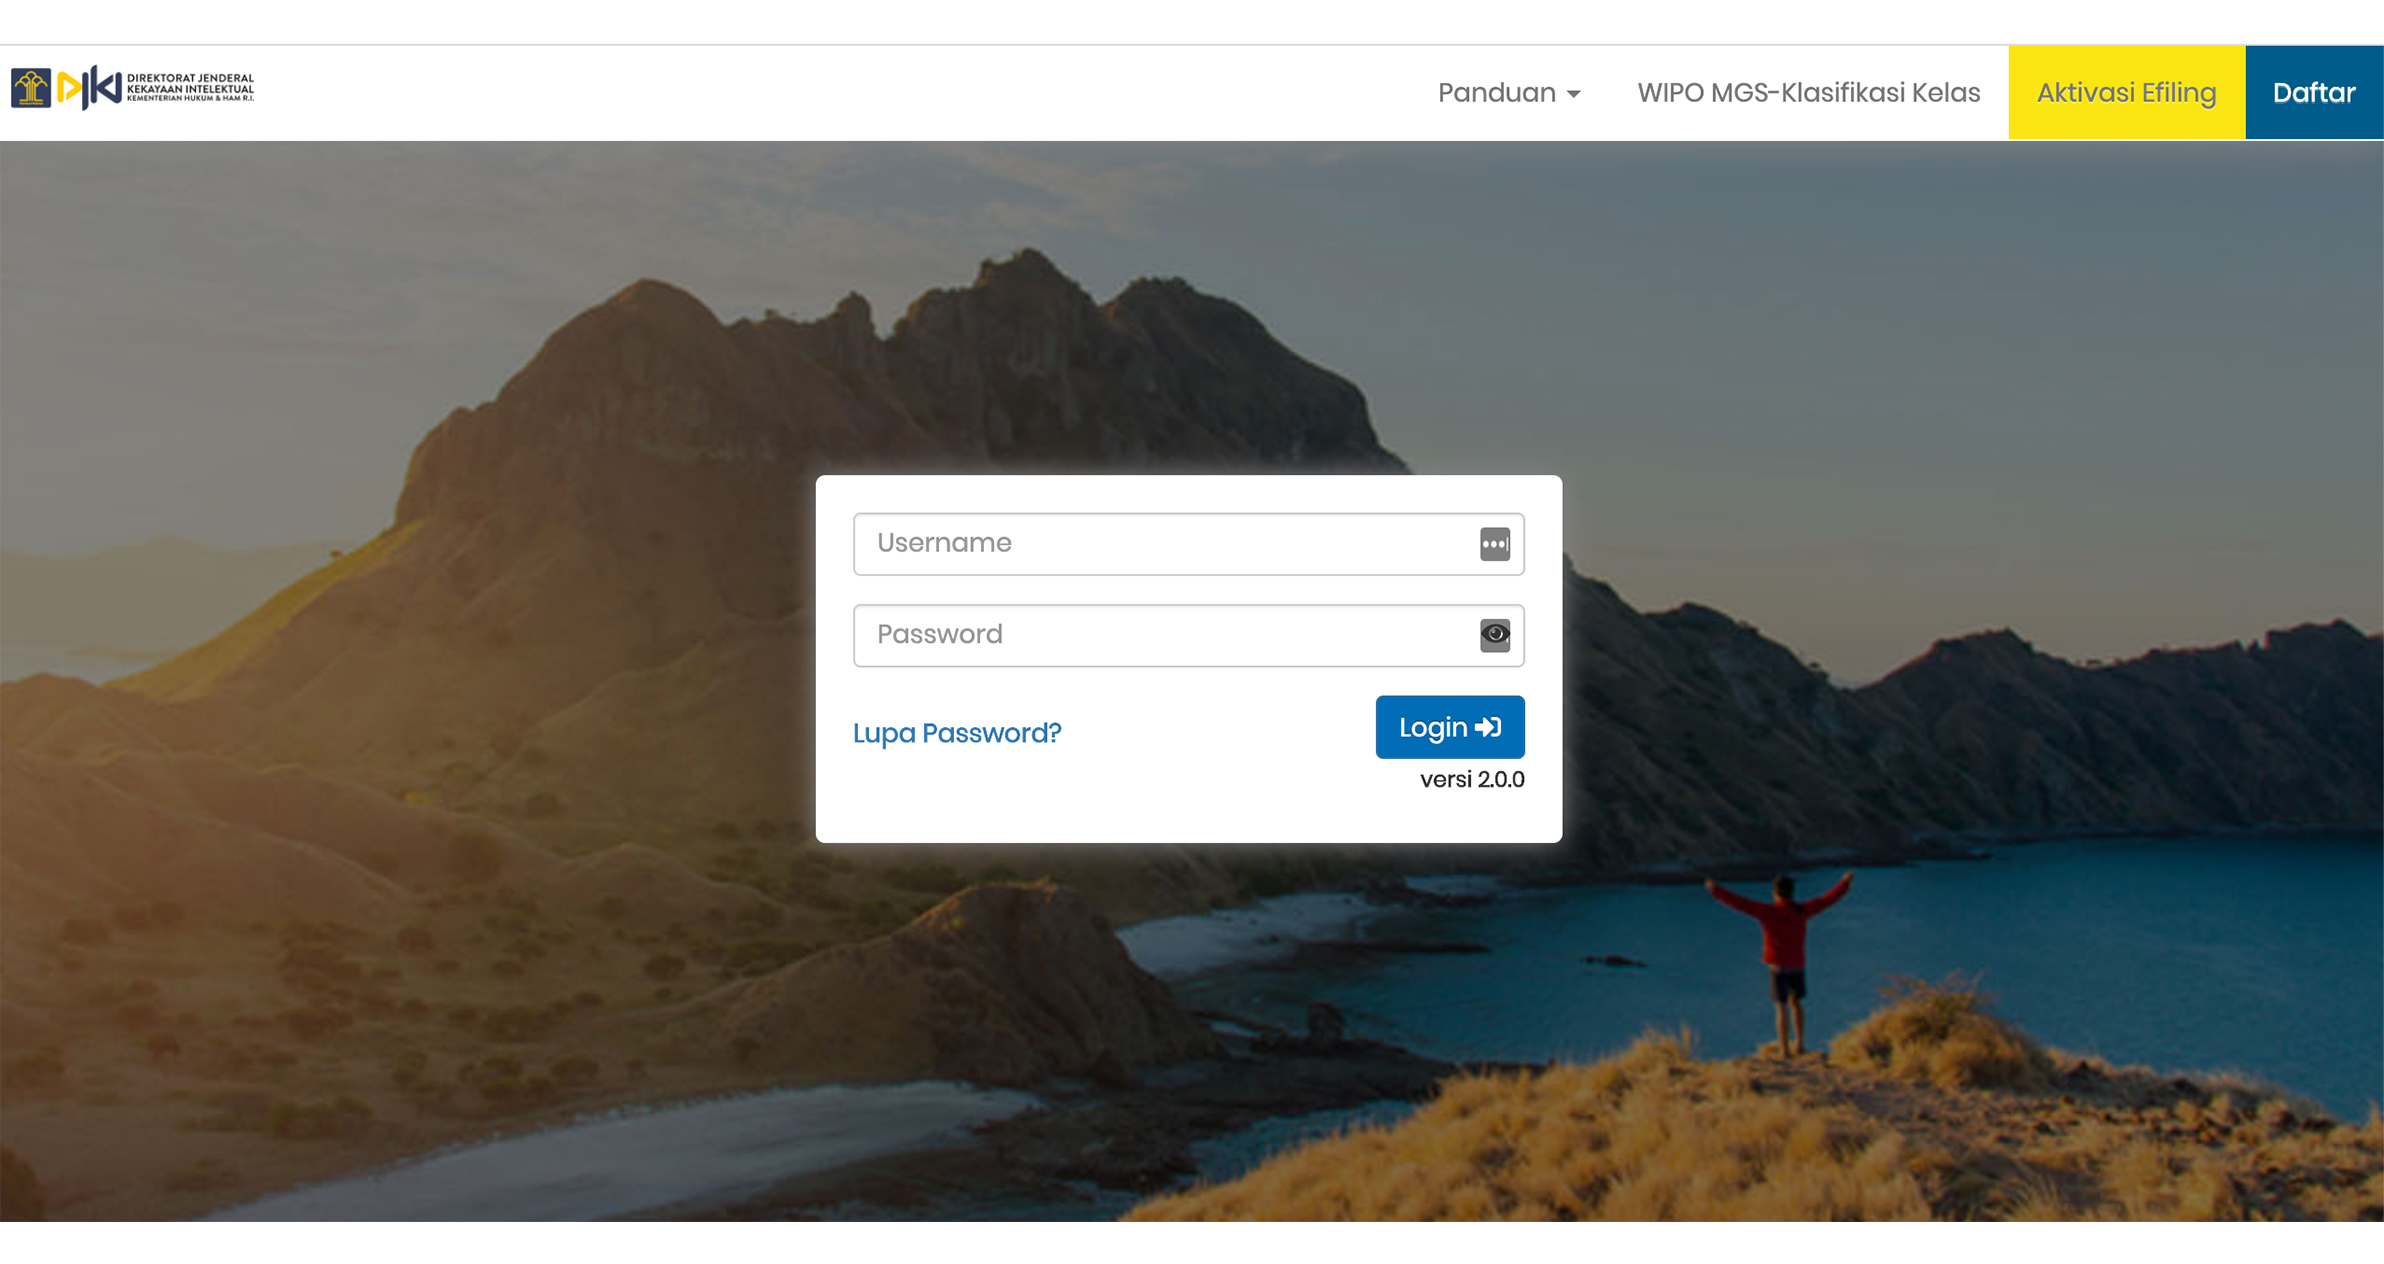 DIREKTORAT JENDERAL
KEKAYAAN INTELEKTUAL
KEMENTERIAN HUKUM & HAM R.I.
Panduan
WIPO MGS-Klasifikasi Kelas
Aktivasi Efiling
Daftar
Username
Password
Lupa Password?
Login
versi 2.0.0